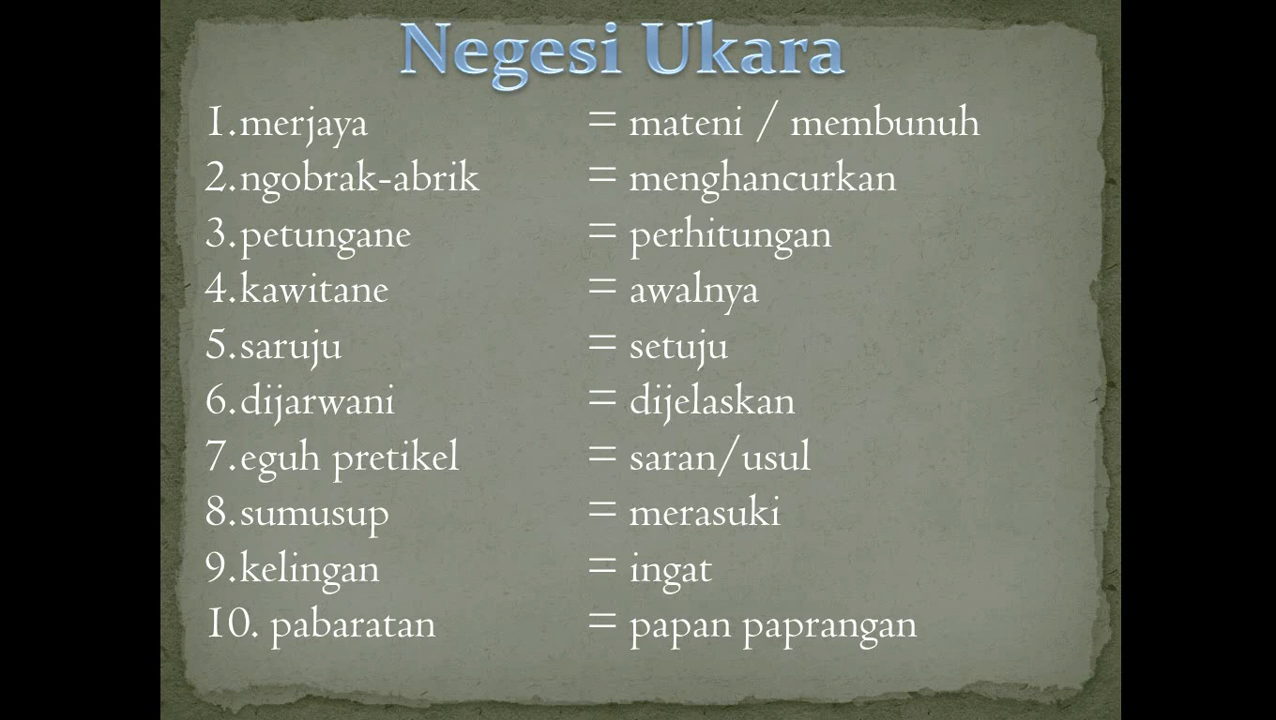 Negesi Ukara
1.merjaya = mateni / membunuh
2.ngobrak-abrik = menghancurkan
3.petungane = perhitungan
4.kawitane = awalnya
5.saruju = setuju
6.dijarwani = dijelaskan
7.eguh pretikel = saran/usul
8.sumusup = merasuki
9.kelingan = ingat
10. pabaratan = papan paprangan